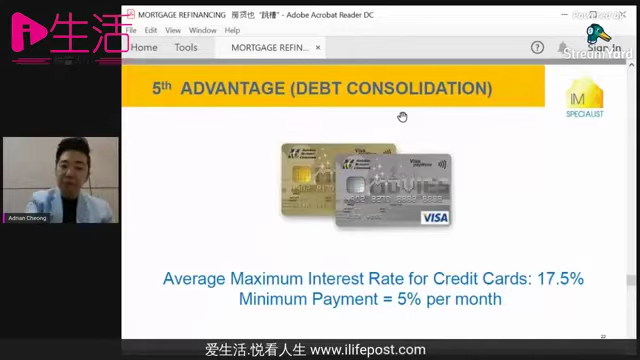 MORTGAGE REFINANCING 房贷也 "跳槽" - Adobe Acrobat Reader DC
生活
File Edit View Window Help
Home Tools MORTGAGE REFIN... ×
Sign In
StreamYard
5th ADVANTAGE (DEBT CONSOLIDATION)
IM
SPECIALIST
VISA
Adrian Cheong
Average Maximum Interest Rate for Credit Cards: 17.5%
Minimum Payment = 5% per month
爱生活.悦看人生 www.ilifepost.com